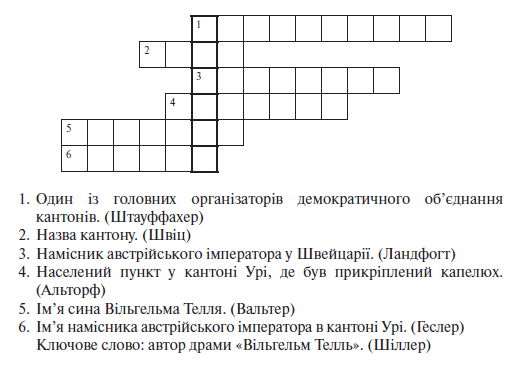 1
2
3
4
5
6
1. Один із головних організаторів демократичного об’єднання
кантонів. (Штауффахер)
2. Назва кантону. (Швіц)
3. Намісник австрійського імператора у Швейцарії. (Ландфогт)
4. Населений пункт у кантоні Урі, де був прикріплений капелюх.
(Альторф)
5. Ім’я сина Вільгельма Телля. (Вальтер)
6. Ім’я намісника австрійського імператора в кантоні Урі. (Геслер)
Ключове слово: автор драми «Вільгельм Телль». (Шіллер)